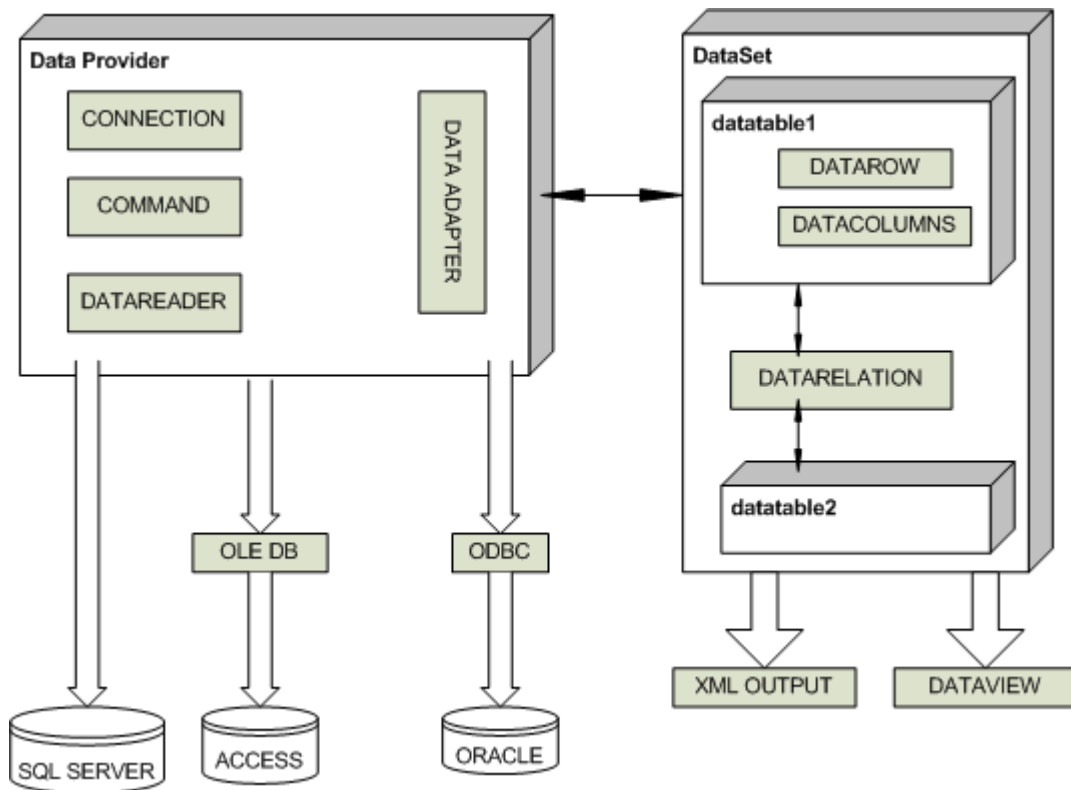 Data Provider
CONNECTION
COMMAND
DATAREADER
DATA ADAPTER
OLE DB
ODBC
SQL SERVER
ACCESS
ORACLE
DataSet
datatable1
DATAROW
DATACOLUMNS
DATARELATION
datatable2
XML OUTPUT
DATAVIEW